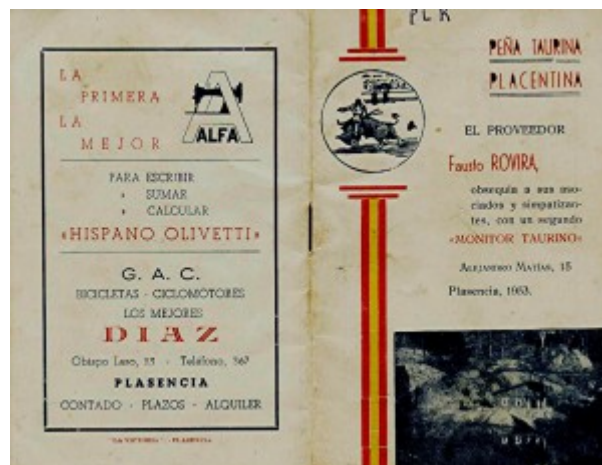 LA
PRIMERA
LA
MEJOR
ALFA
PARA ESCRIBIR
» SUMAR
» CALCULAR
«HISPANO OLIVETTI»
G. A. C.
BICICLETAS - CICLOMOTORES
LOS MEJORES
DIAZ
Obispo Laso, - Teléfono, 367
PLASENCIA
CONTADO - PLAZOS - ALQUILER
"LA VICTORIA" - PLASENCIA
PEÑA TAURINA
PLACENTINA
EL PROVEEDOR
Fausto ROVIRA,
obsequia a sus aso-
ciados y simpatizan-
tes, con un segundo
«MONITOR TAURINO»
ALEJANDRO MATÍAS, 15
Plasencia, 1953.